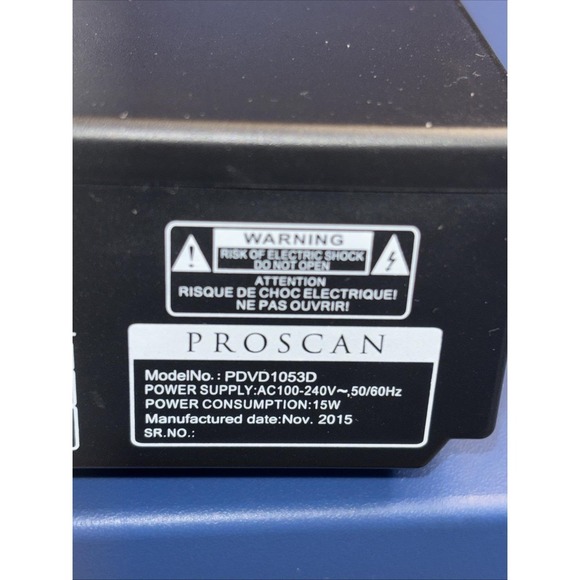 WARNING
RISK OF ELECTRIC SHOCK
DO NOT OPEN
ATTENTION
RISQUE DE CHOC ELECTRIQUE!
NE PAS OUVRIR!
PROSCAN
ModelNo.: PDVD1053D
POWER SUPPLY:AC100-240V~,50/60Hz
POWER CONSUMPTION:15W
Manufactured date:Nov. 2015
SR.NO.: